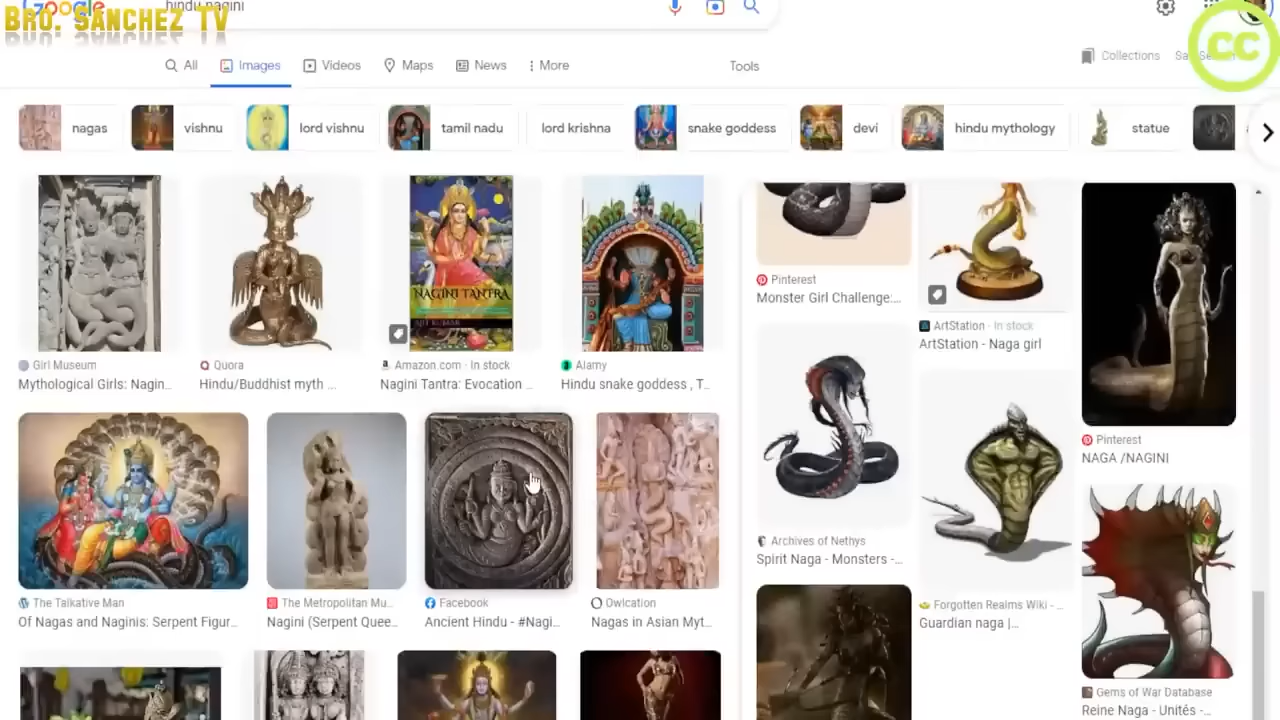 Google
hindu nagini
BRO. SANCHEZ TV
CC
All
Images
Videos
Maps
News
More
Tools
Collections
nagas
vishnu
lord vishnu
tamil nadu
lord krishna
snake goddess
devi
hindu mythology
statue
NAGINI TANTRA
AJIT KUMAR
Girl Museum
Mythological Girls: Nagin...
Quora
Hindu/Buddhist myth ...
Amazon.com · In stock
Nagini Tantra: Evocation ...
Alamy
Hindu snake goddess , T...
The Talkative Man
Of Nagas and Naginis: Serpent Figur...
The Metropolitan Mu...
Nagini (Serpent Quee...
Facebook
Ancient Hindu - #Nagi...
Owlcation
Nagas in Asian Myt...
Pinterest
Monster Girl Challenge:...
ArtStation · In stock
ArtStation - Naga girl
Pinterest
NAGA /NAGINI
Archives of Nethys
Spirit Naga - Monsters -...
Forgotten Realms Wiki - ...
Guardian naga |...
Gems of War Database
Reine Naga - Unités -...